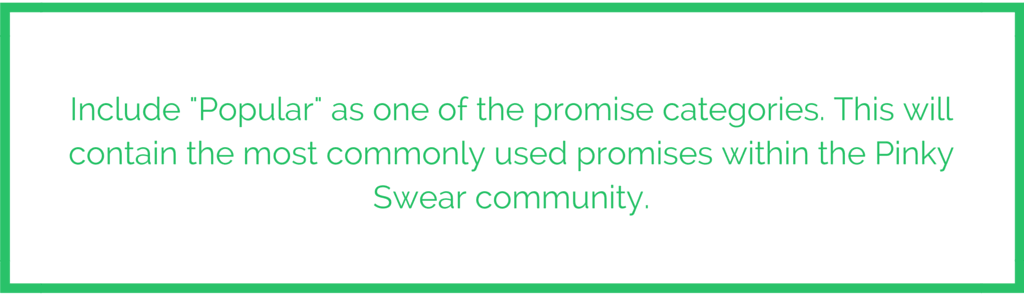 Include "Popular" as one of the promise categories. This will
contain the most commonly used promises within the Pinky
Swear community.